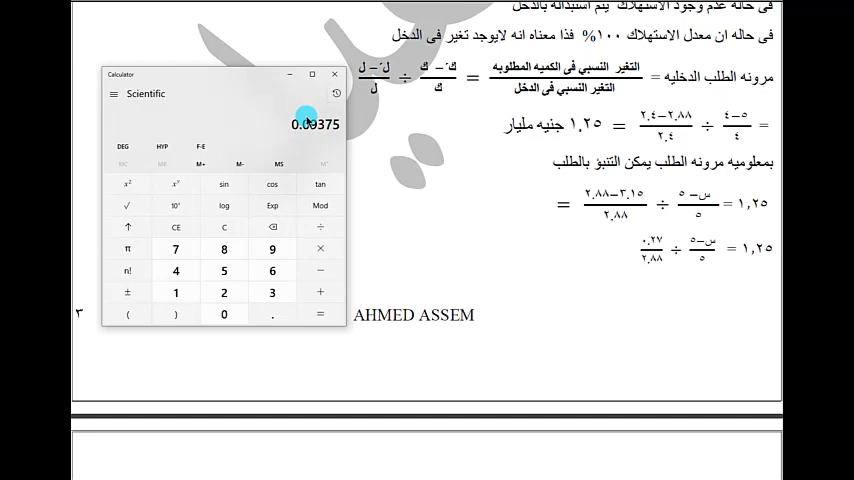 فى حاله عدم وجود الاستهلاك يتم استبداله بالدخل
فى حاله ان معدل الاستهلاك ١٠٠% فذا معناه انه لايوجد تغير فى الدخل
مرونه الطلب الدخليه = التغير النسبي فى الكميه المطلوبه / التغير النسبي فى الدخل = ك َ – ك / ك ÷ ل َ – ل / ل
= ٤–٥ / ٤ ÷ ٢.٤–٢.٨٨ / ٢.٤ = ١.٢٥ جنيه مليار
بمعلوميه مرونه الطلب يمكن التنبؤ بالطلب
١,٢٥ = س–٥ / ٥ ÷ ٢.٨٨–٣.١٥ / ٢.٨٨ =
١,٢٥ = س–٥ / ٥ ÷ ٠.٢٧ / ٢.٨٨
AHMED ASSEM
٣
Calculator
Scientific
0.09375
DEG HYP F-E
MC MR M+ M- MS M˅
x² xʸ sin cos tan
√ 10ˣ log Exp Mod
↑ CE C ⌫ ÷
π 7 8 9 ×
n! 4 5 6 −
± 1 2 3 +
( ) 0 . =